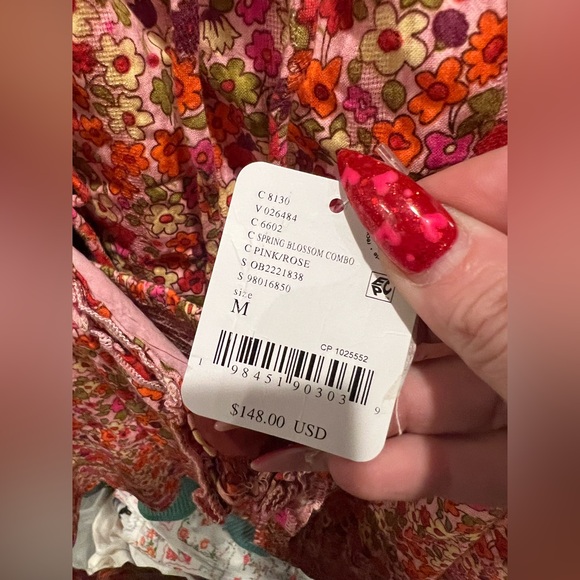 C 8130
V 026484
C 6602
C SPRING BLOSSOM COMBO
C PINK/ROSE
S OB2221838
S 98016850
size
M
CP 1025552
1 98451 90303 9
$148.00 USD